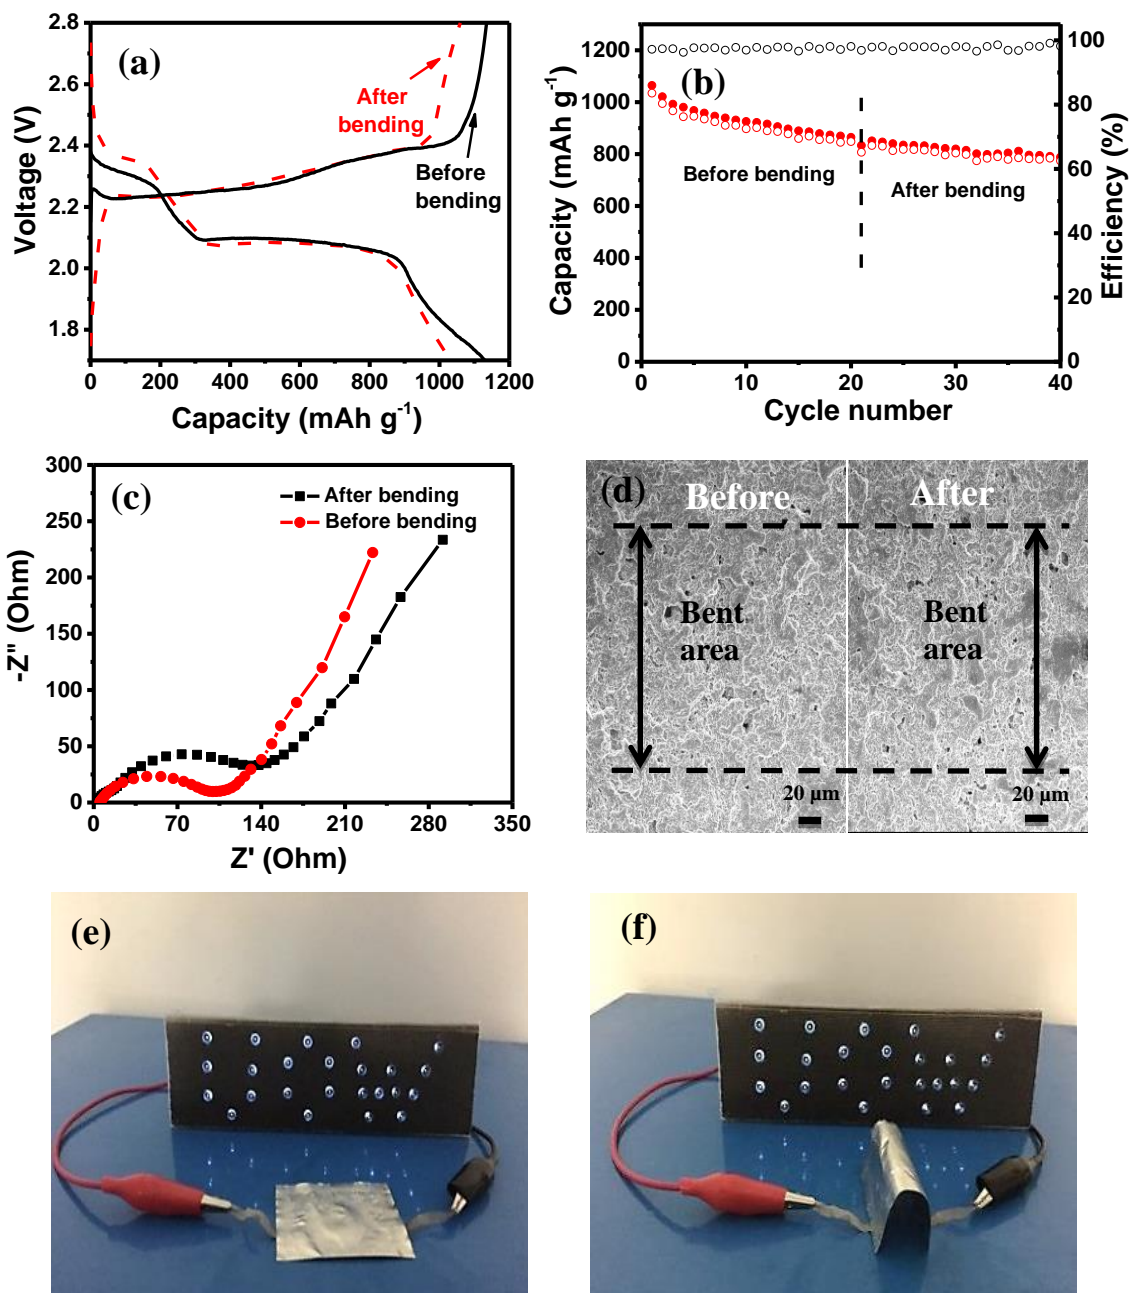 (a)
2.8
2.6
2.4
2.2
2.0
1.8
Voltage (V)
After
bending
Before
bending
0 200 400 600 800 1000 1200
Capacity (mAh g⁻¹)
(b)
1200
1000
800
600
400
200
0
Capacity (mAh g⁻¹)
Before bending
After bending
100
80
60
40
20
0
Efficiency (%)
0 10 20 30 40
Cycle number
(c)
300
250
200
150
100
50
0
-Z" (Ohm)
After bending
Before bending
0 70 140 210 280 350
Z' (Ohm)
(d)
Before
After
Bent
area
Bent
area
20 µm
20 µm
(e)
(f)